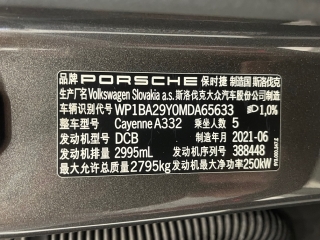 品牌 PORSCHE 保时捷 制造国 斯洛伐克
生产厂名 Volkswagen Slovakia a.s.斯洛伐克大众汽车股份公司制造
车辆识别代号 WP1BA29Y0MDA65633 1,0%
整车型号 Cayenne A332 乘坐人数 5
发动机型号 DCB 制造年月 2021-06
发动机排量 2995mL 发动机序列号 388448
最大允许总质量 2795kg 发动机最大净功率 250kW